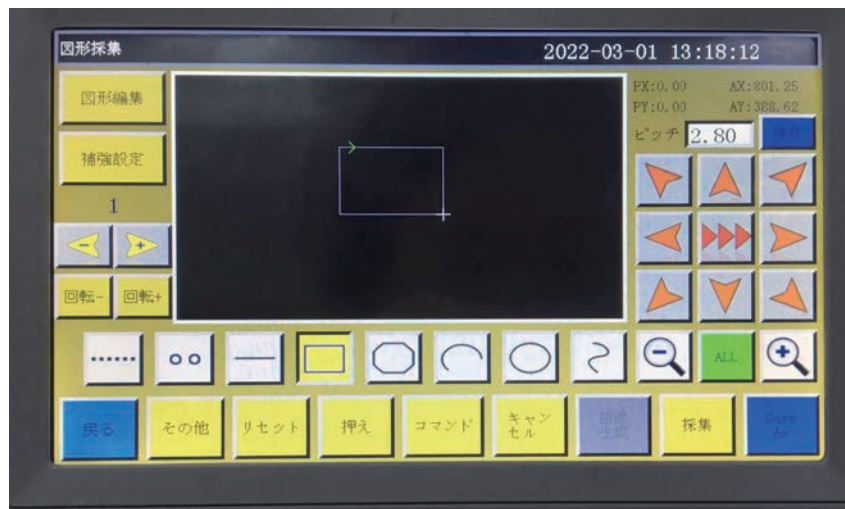 図形採集 2022-03-01 13:18:12
図形編集
PX:0.00 AX:801.25
PY:0.00 AY:388.62
ピッチ 2.80
補強設定
1
- +
回転- 回転+
ALL
戻る その他 リセット 押え コマンド キャン
セル 採集 Save
As